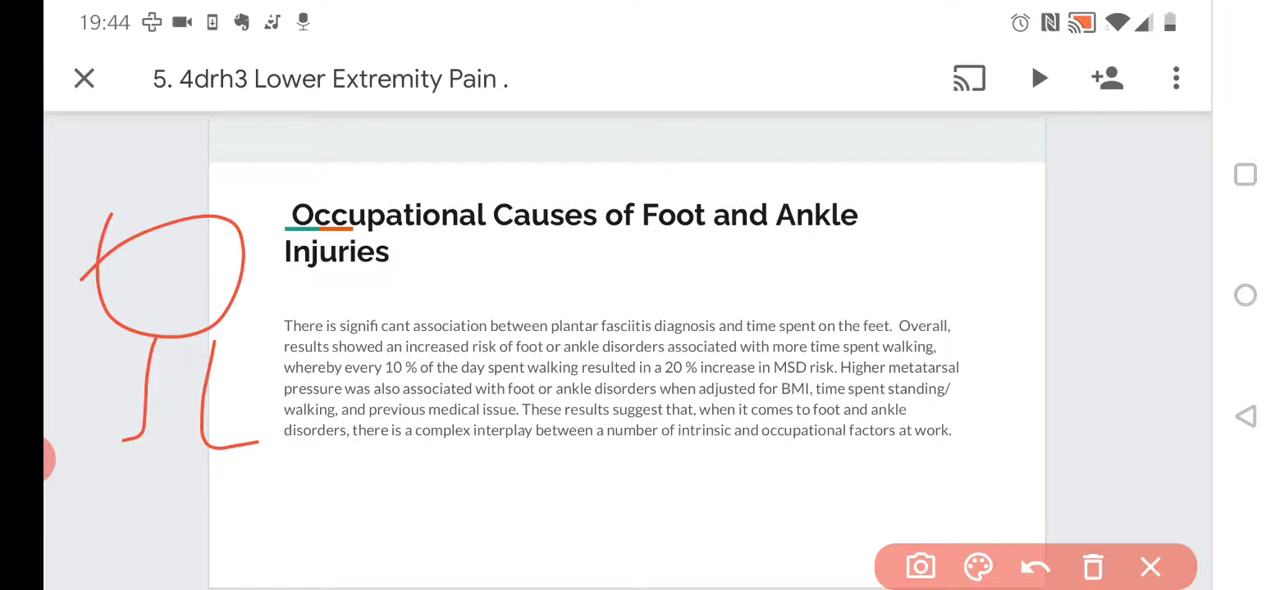 19:44
5. 4drh3 Lower Extremity Pain .
Occupational Causes of Foot and Ankle
Injuries
There is signifi cant association between plantar fasciitis diagnosis and time spent on the feet. Overall,
results showed an increased risk of foot or ankle disorders associated with more time spent walking,
whereby every 10 % of the day spent walking resulted in a 20 % increase in MSD risk. Higher metatarsal
pressure was also associated with foot or ankle disorders when adjusted for BMI, time spent standing/
walking, and previous medical issue. These results suggest that, when it comes to foot and ankle
disorders, there is a complex interplay between a number of intrinsic and occupational factors at work.